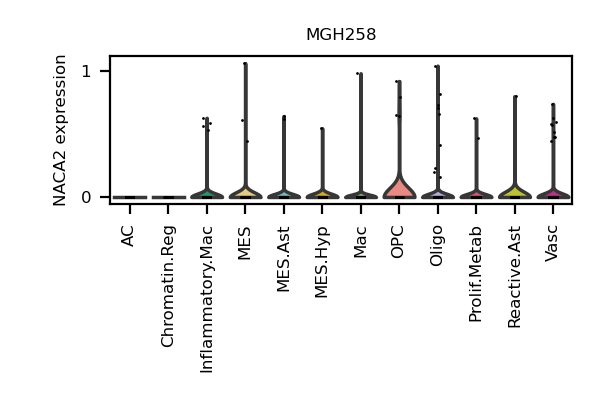 MGH258
NACA2 expression
1
0
AC
Chromatin.Reg
Inflammatory.Mac
MES
MES.Ast
MES.Hyp
Mac
OPC
Oligo
Prolif.Metab
Reactive.Ast
Vasc